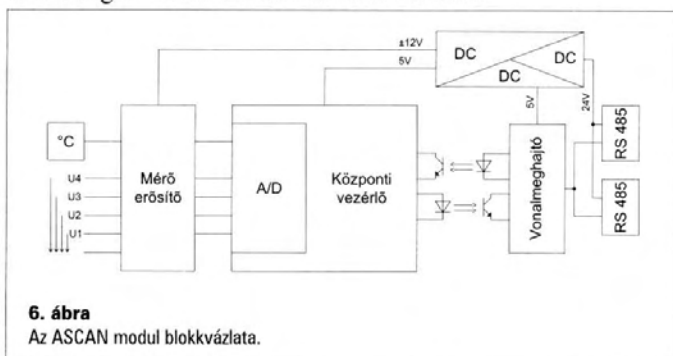 ±12V
5V
DC
DC
DC
5V
24V
°C
U4
U3
U2
U1
Mérő
erősítő
A/D
Központi
vezérlő
Vonalmeghajtó
RS 485
RS 485
6. ábra
Az ASCAN modul blokkvázlata.